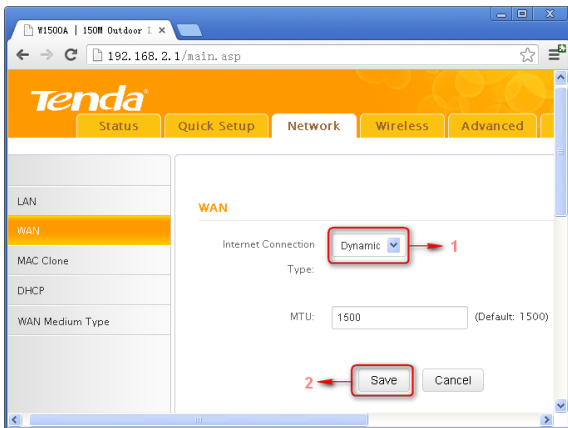 W1500A | 150M Outdoor I
192.168.2.1/main.asp
Tenda
Status Quick Setup Network Wireless Advanced
LAN
WAN
MAC Clone
DHCP
WAN Medium Type
WAN
Internet Connection Type: Dynamic 1
MTU: 1500 (Default: 1500)
2 Save Cancel